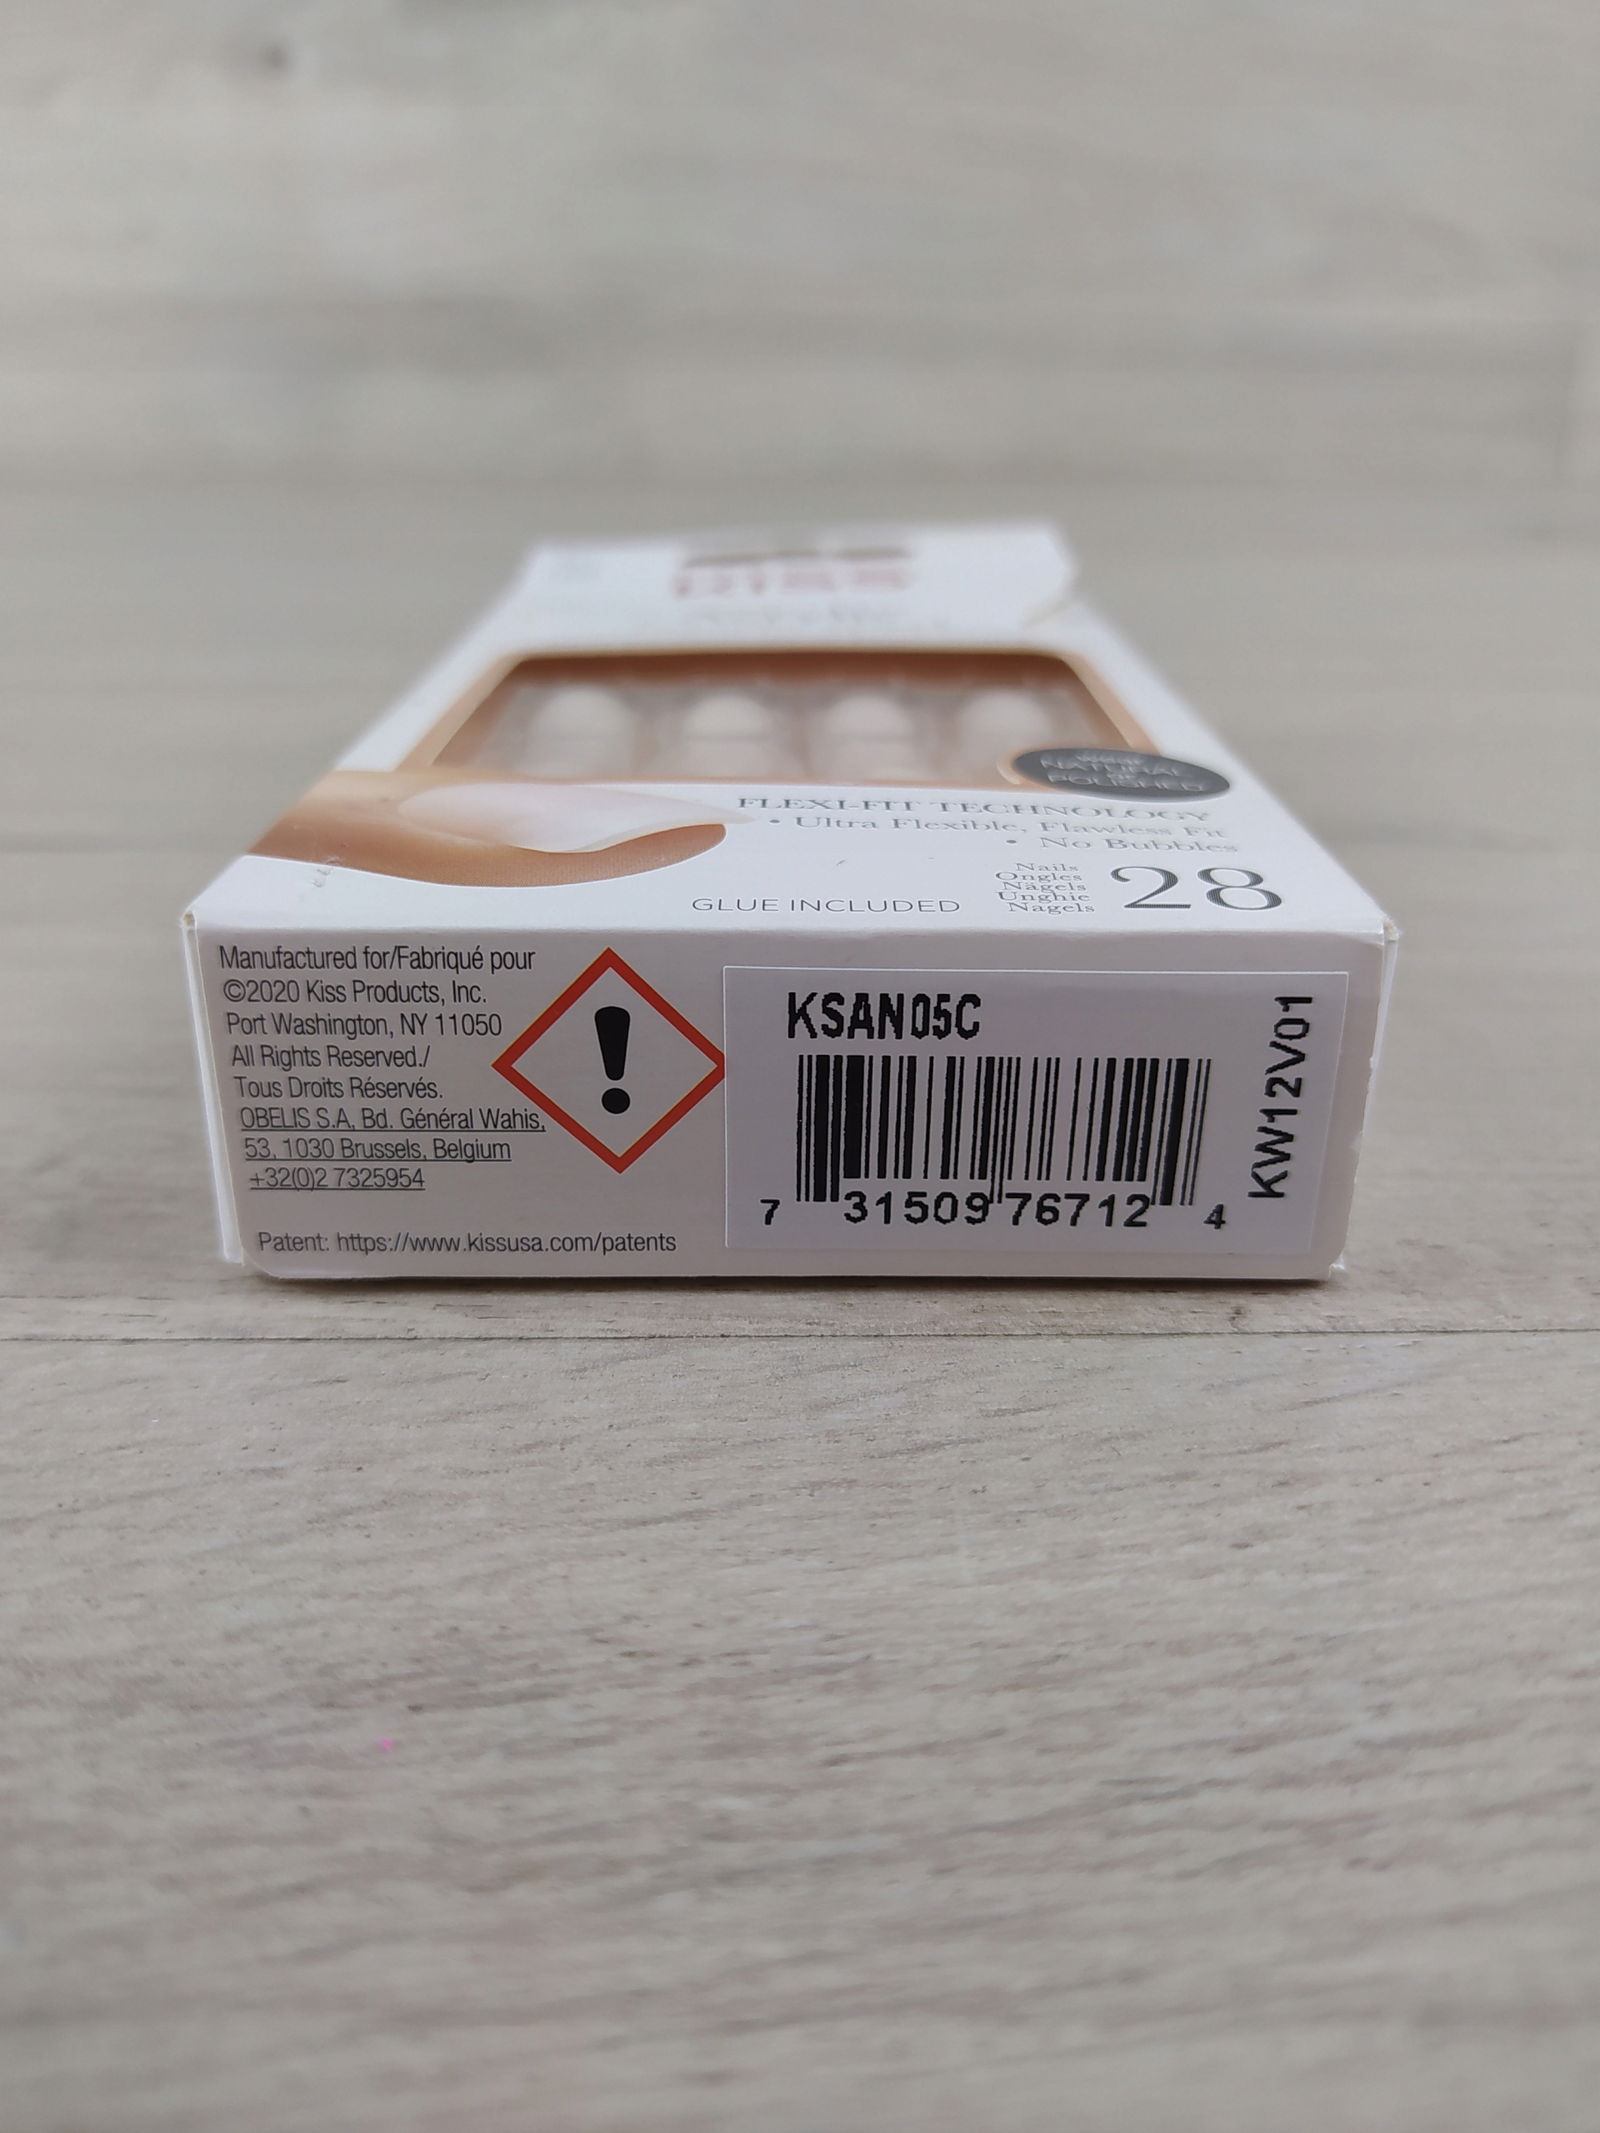 KISS
NATURAL
POLISHED
FLEXI-FIT TECHNOLOGY
• Ultra Flexible, Flawless Fit
• No Bubbles
Nails
Ongles
Nägels
Unghie
Nagels
28
GLUE INCLUDED
Manufactured for/Fabriqué pour
©2020 Kiss Products, Inc.
Port Washington, NY 11050
All Rights Reserved./
Tous Droits Réservés.
OBELIS S.A, Bd. Général Wahis,
53, 1030 Brussels, Belgium
+32(0)2 7325954
Patent: https://www.kissusa.com/patents
KSAN05C
7 31509 76712 4
KW12V01